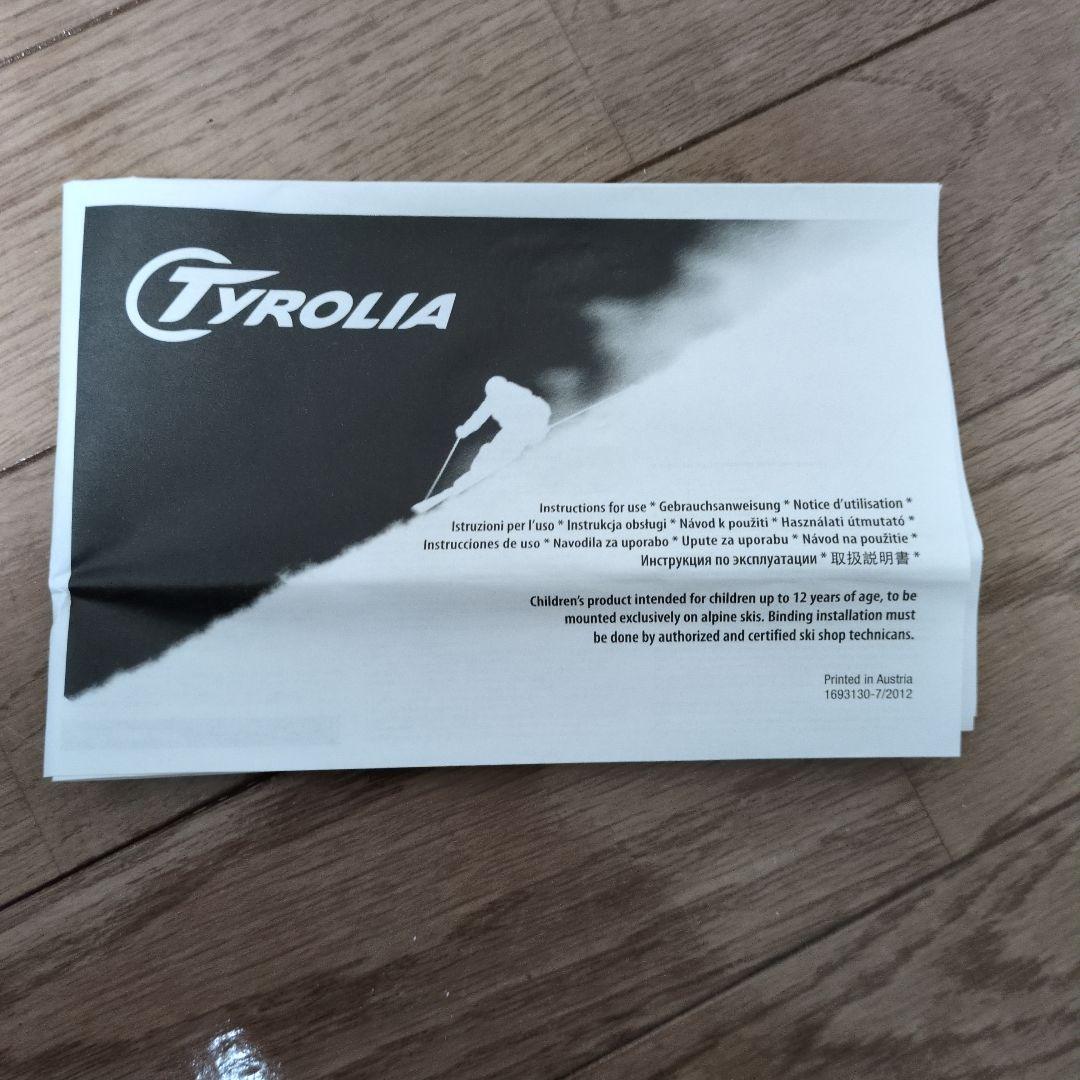 TYROLIA
Instructions for use * Gebrauchsanweisung * Notice d'utilisation *
Istruzioni per l'uso * Instrukcja obsługi * Návod k použiti * Használati útmutató *
Instrucciones de uso * Navodila za uporabo * Upute za uporabu * Návod na použitie *
Инструкция по эксплуатации * 取扱説明書 *
Children's product intended for children up to 12 years of age, to be
mounted exclusively on alpine skis. Binding installation must
be done by authorized and certified ski shop technicans.
Printed in Austria
1693130-7/2012